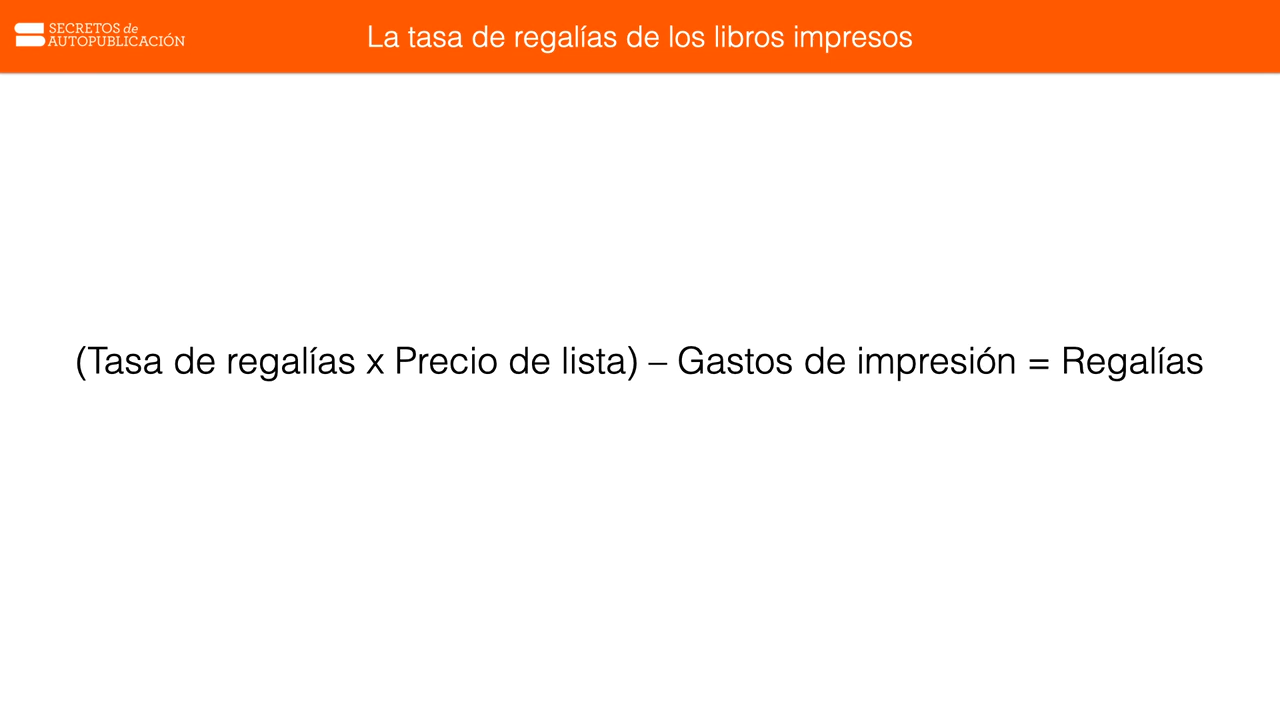 SECRETOS de
AUTOPUBLICACIÓN
La tasa de regalías de los libros impresos
(Tasa de regalías x Precio de lista) – Gastos de impresión = Regalías